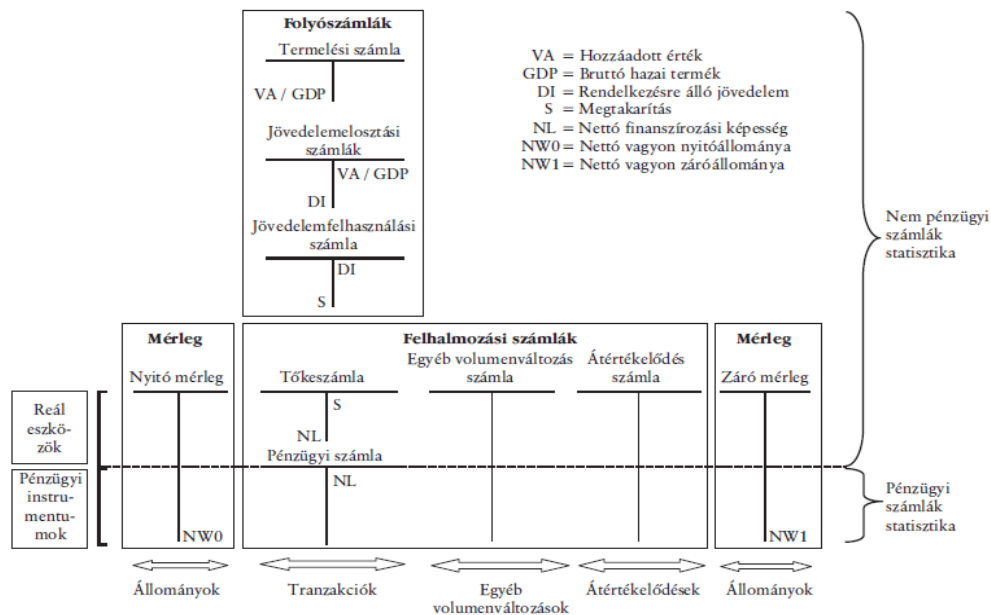 Folyószámlák
Termelési számla
VA / GDP
Jövedelemelosztási
számlák
VA / GDP
DI
Jövedelemfelhasználási
számla
DI
S
VA = Hozzáadott érték
GDP = Bruttó hazai termék
DI = Rendelkezésre álló jövedelem
S = Megtakarítás
NL = Nettó finanszírozási képesség
NW0 = Nettó vagyon nyitóállománya
NW1 = Nettó vagyon záróállománya
Nem pénzügyi
számlák
statisztika
Mérleg
Nyitó mérleg
NW0
Felhalmozási számlák
Tőkeszámla
S
NL
Pénzügyi számla
NL
Egyéb volumenváltozás
számla
Átértékelődés
számla
Mérleg
Záró mérleg
NW1
Reál
eszkö-
zök
Pénzügyi
instru-
mentu-
mok
Pénzügyi
számlák
statisztika
Állományok
Tranzakciók
Egyéb
volumenváltozások
Átértékelődések
Állományok